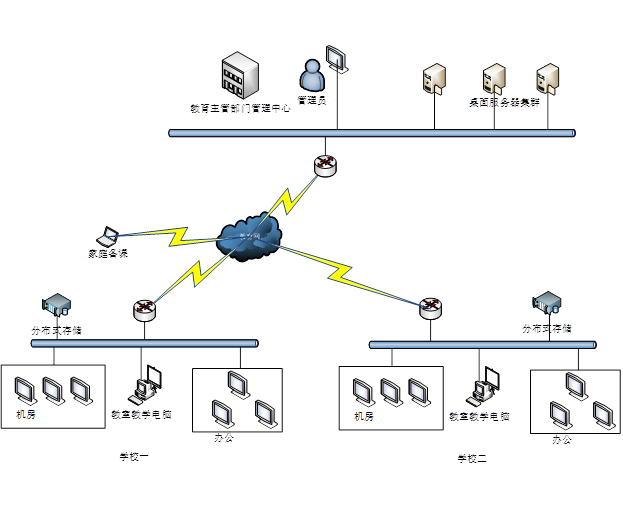 教育主管部门管理中心
管理员
桌面服务器集群
家庭备课
分布式存储
分布式存储
机房
教室教学电脑
办公
机房
教室教学电脑
办公
学校一
学校二